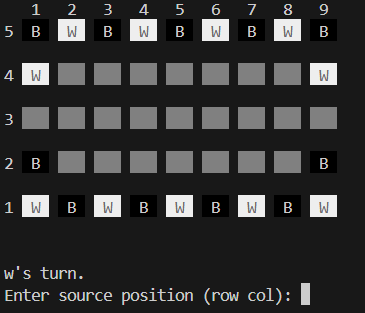 1 2 3 4 5 6 7 8 9
5 B W B W B W B W B
4 W W
3
2 B B
1 W B W B W B W B W
w's turn.
Enter source position (row col):